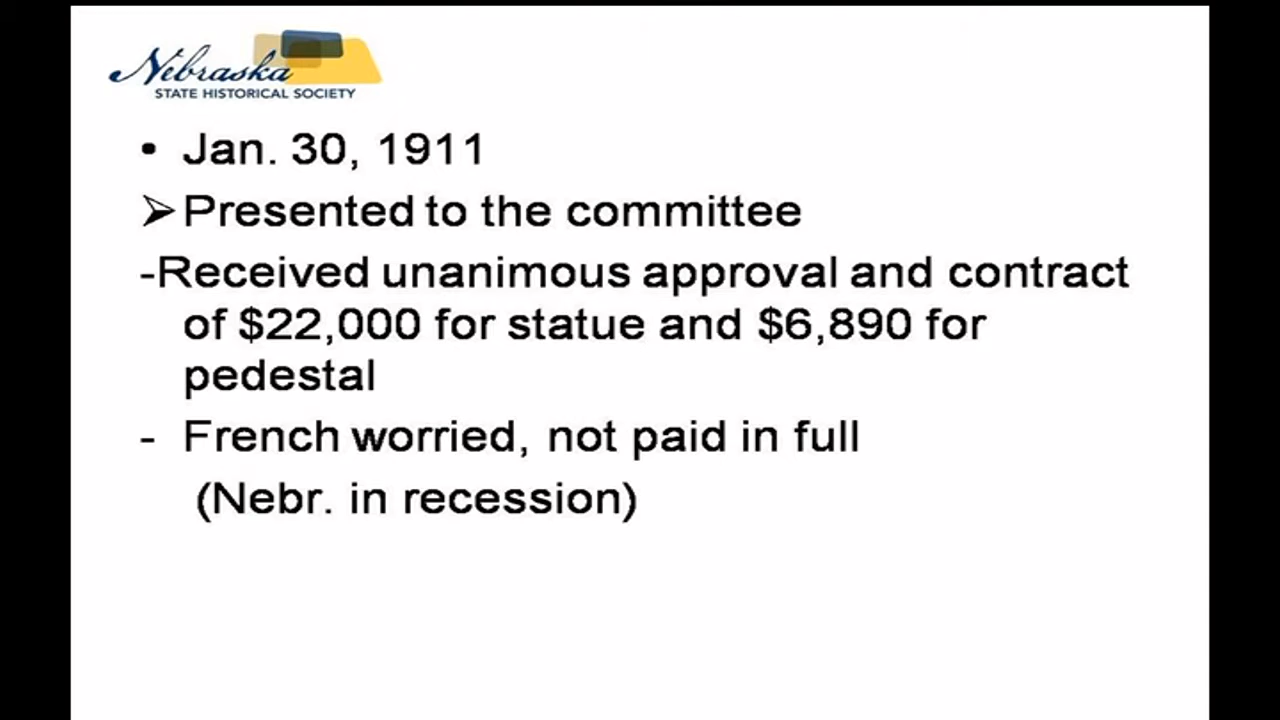 Nebraska
STATE HISTORICAL SOCIETY
• Jan. 30, 1911
➢Presented to the committee
-Received unanimous approval and contract
of $22,000 for statue and $6,890 for
pedestal
- French worried, not paid in full
(Nebr. in recession)